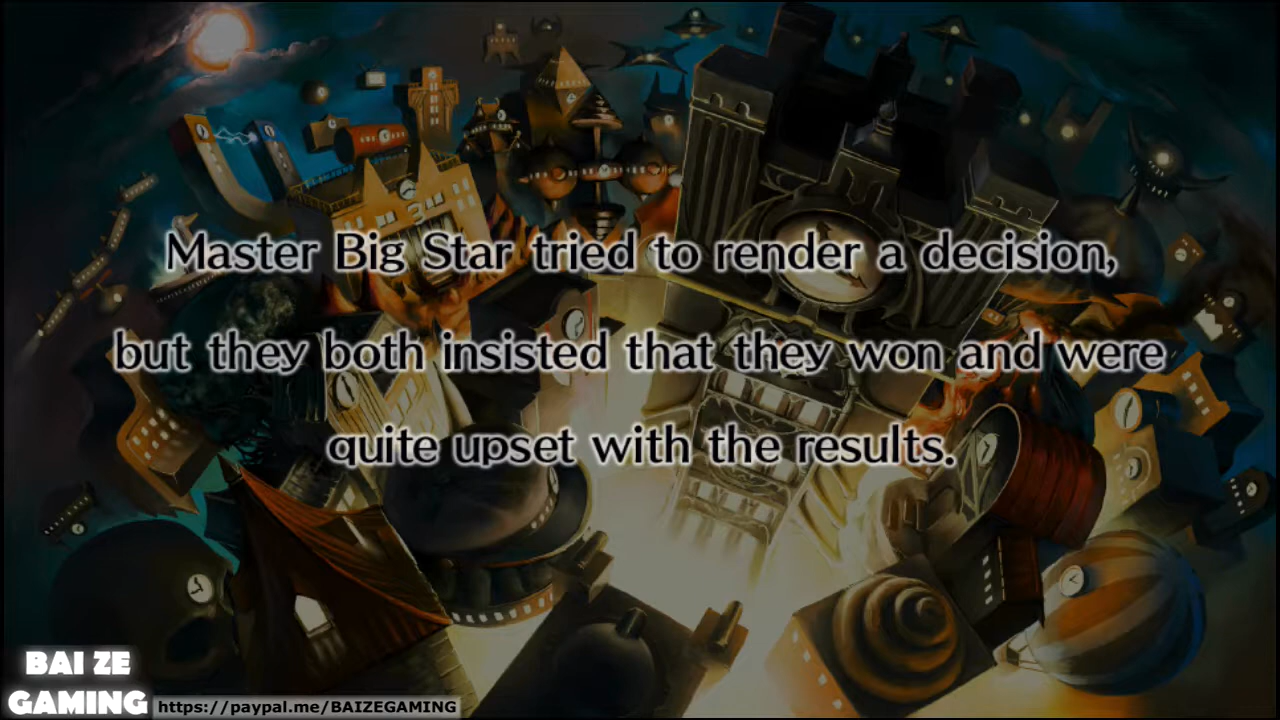 Master Big Star tried to render a decision,
but they both insisted that they won and were
quite upset with the results.
BAI ZE
GAMING
https://paypal.me/BAIZEGAMING